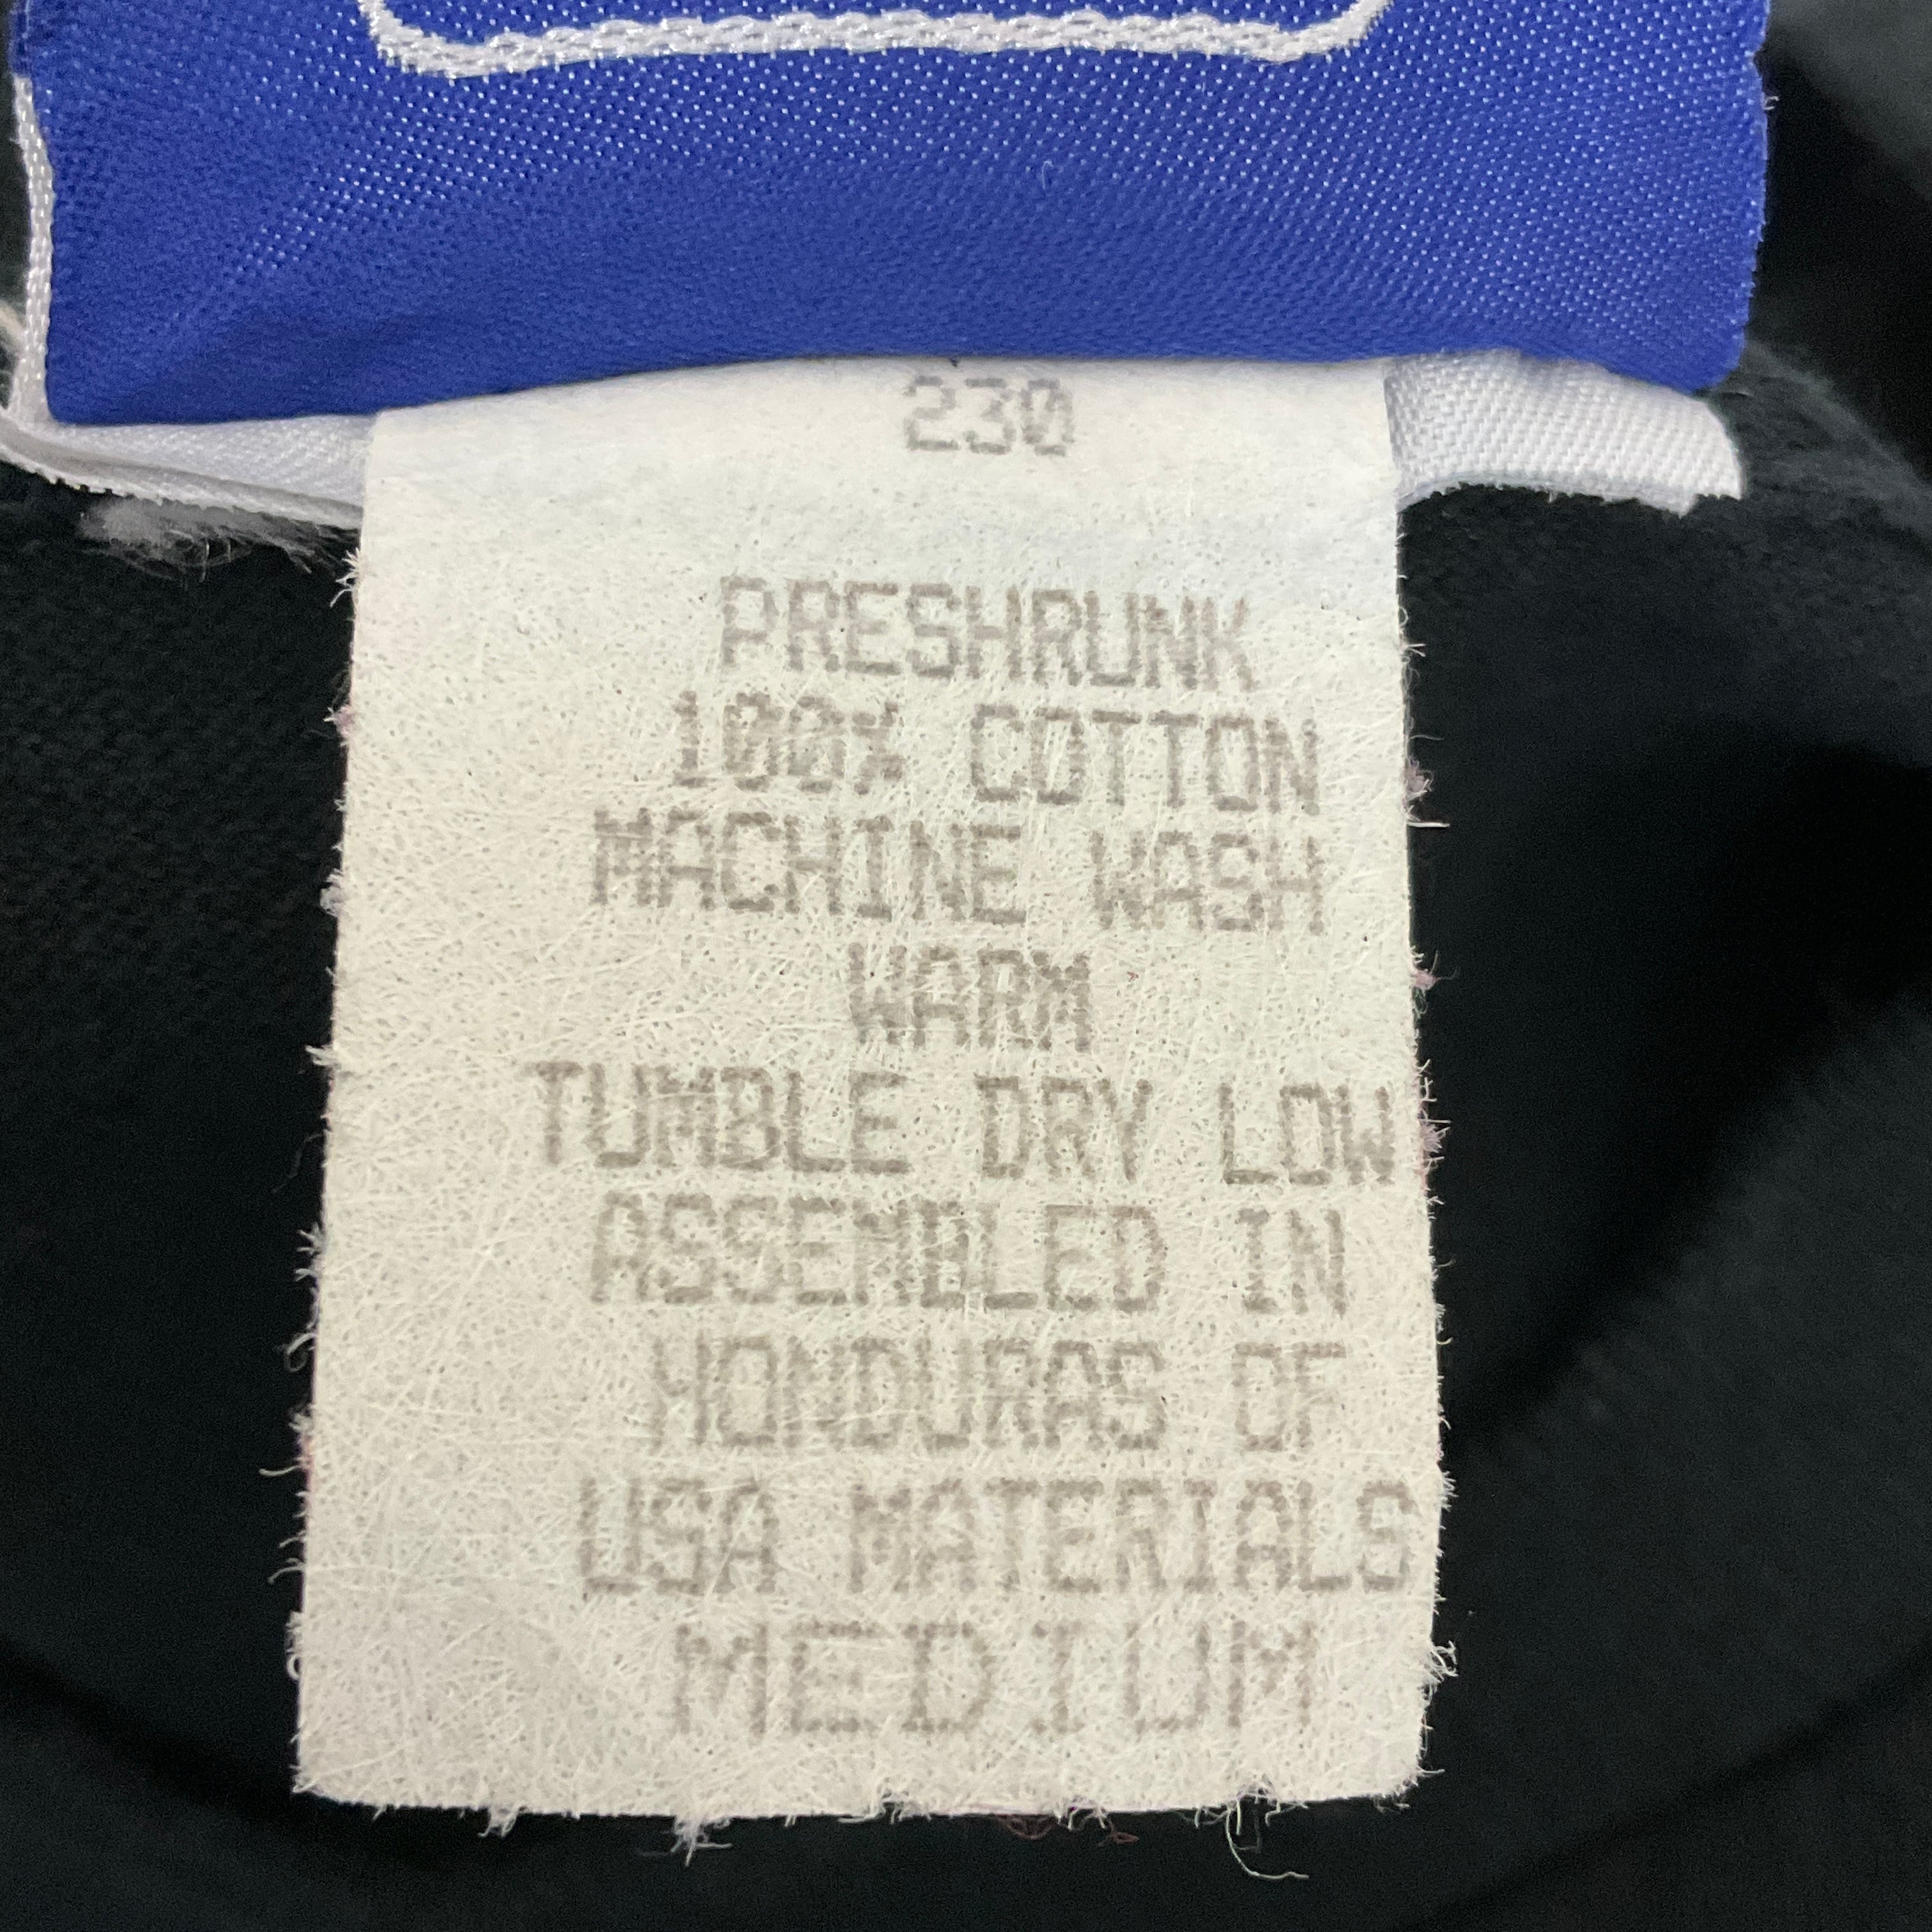 230
PRESHRUNK
100% COTTON
MACHINE WASH
WARM
TUMBLE DRY LOW
ASSEMBLED IN
HONDURAS OF
USA MATERIALS
MEDIUM